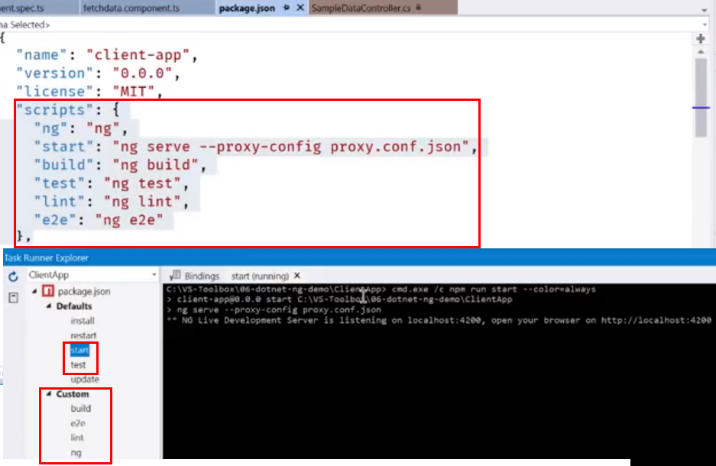 ent.spec.ts fetchdata.component.ts package.json SampleDataController.cs
na Selected>
{
"name": "client-app",
"version": "0.0.0",
"license": "MIT",
"scripts": {
"ng": "ng",
"start": "ng serve --proxy-config proxy.conf.json",
"build": "ng build",
"test": "ng test",
"lint": "ng lint",
"e2e": "ng e2e"
},
Task Runner Explorer
ClientApp
package.json
Defaults
install
restart
start
test
update
Custom
build
e2e
lint
ng
Bindings start (running)
C:\VS-Toolbox\06-dotnet-ng-demo\ClientApp> cmd.exe /c npm run start --color=always
> client-app@0.0.0 start C:\VS-Toolbox\06-dotnet-ng-demo\ClientApp
> ng serve --proxy-config proxy.conf.json
** NG Live Development Server is listening on localhost:4200, open your browser on http://localhost:4200